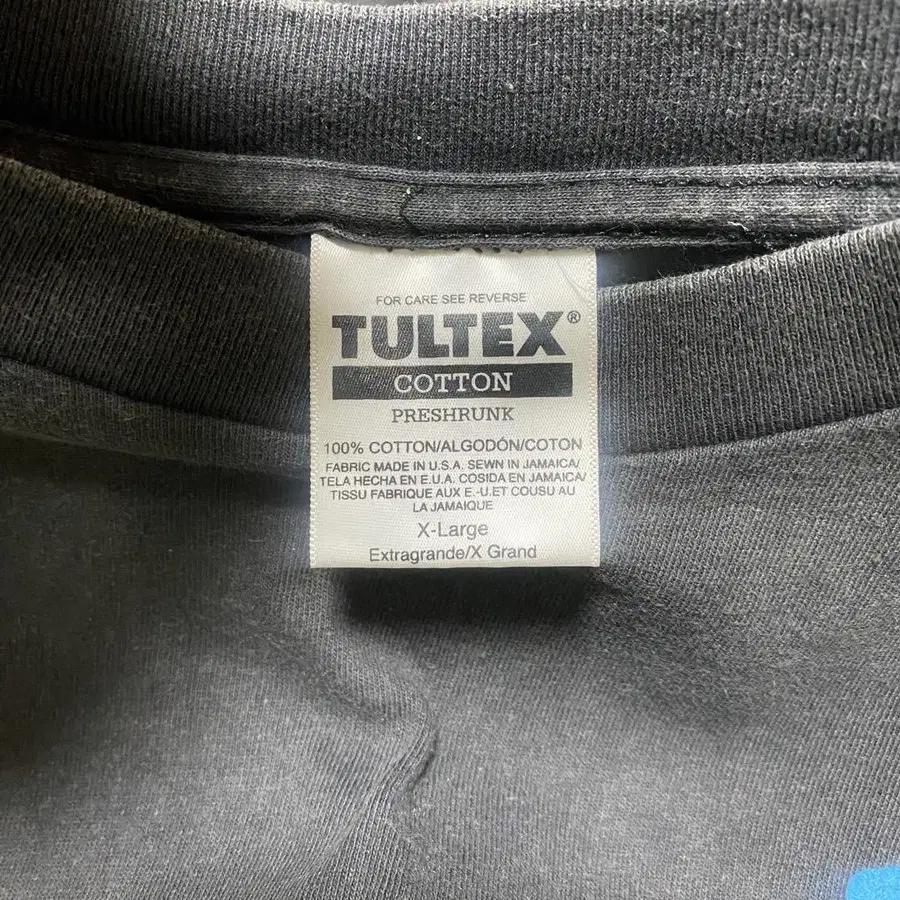 FOR CARE SEE REVERSE
TULTEX®
COTTON
PRESHRUNK
100% COTTON/ALGODÓN/COTON
FABRIC MADE IN U.S.A. SEWN IN JAMAICA/
TELA HECHA EN E.U.A. COSIDA EN JAMAICA/
TISSU FABRIQUE AUX E.-U.ET COUSU AU
LA JAMAIQUE
X-Large
Extragrande/X Grand